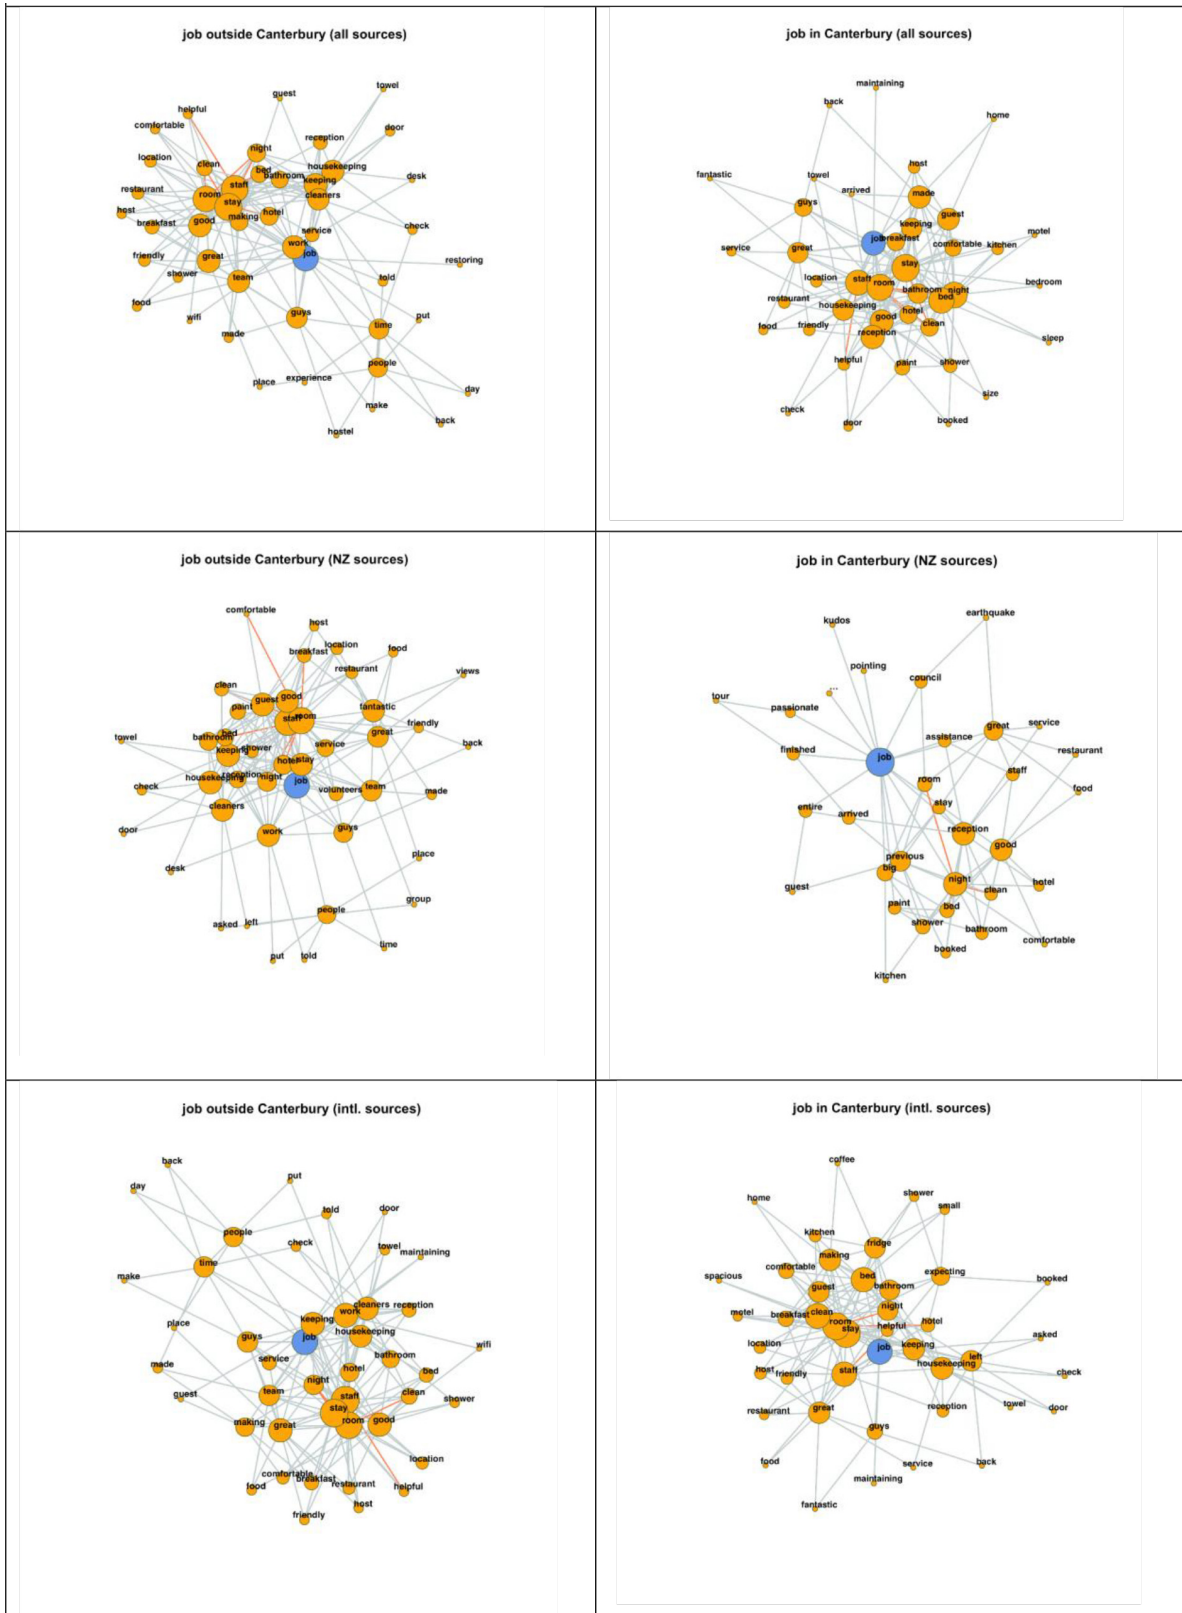 job outside Canterbury (all sources)
towel
guest
helpful
comfortable
door
reception
night
location
clean
bed
bathroom
housekeeping
keeping
desk
staff
restaurant
room
cleaners
stay
host
making
hotel
breakfast
good
service
check
work
job
friendly
great
restoring
shower
team
told
food
wifi
guys
put
time
made
people
place
experience
day
make
back
hostel
job in Canterbury (all sources)
maintaining
back
home
host
fantastic
towel
arrived
made
guys
guest
keeping
motel
job
breakfast
service
great
comfortable
kitchen
stay
location
staff
room
bathroom
night
bedroom
bed
restaurant
housekeeping
hotel
good
clean
food
friendly
reception
sleep
helpful
paint
shower
size
check
door
booked
job outside Canterbury (NZ sources)
comfortable
host
location
breakfast
food
restaurant
views
clean
guest
good
paint
fantastic
staff
room
bed
friendly
towel
bathroom
great
keeping
shower
service
back
hotel
stay
housekeeping
reception
night
job
check
volunteers
team
made
cleaners
door
work
guys
place
desk
group
people
asked
left
time
put
told
job in Canterbury (NZ sources)
earthquake
kudos
pointing
council
...
tour
passionate
great
service
assistance
finished
restaurant
job
staff
room
food
stay
entire
arrived
reception
good
previous
big
night
hotel
guest
clean
paint
bed
shower
bathroom
comfortable
booked
kitchen
job outside Canterbury (intl. sources)
back
put
day
told
door
people
check
towel
maintaining
time
make
cleaners
reception
work
place
keeping
housekeeping
guys
job
wifi
service
bathroom
made
hotel
bed
night
guest
team
staff
clean
shower
stay
making
great
room
good
location
comfortable
breakfast
food
restaurant
helpful
host
friendly
job in Canterbury (intl. sources)
coffee
home
shower
small
kitchen
making
fridge
comfortable
spacious
bed
expecting
booked
guest
bathroom
night
motel
breakfast
clean
room
stay
helpful
hotel
asked
location
job
keeping
left
host
friendly
staff
housekeeping
check
restaurant
great
reception
towel
door
guys
food
service
back
maintaining
fantastic